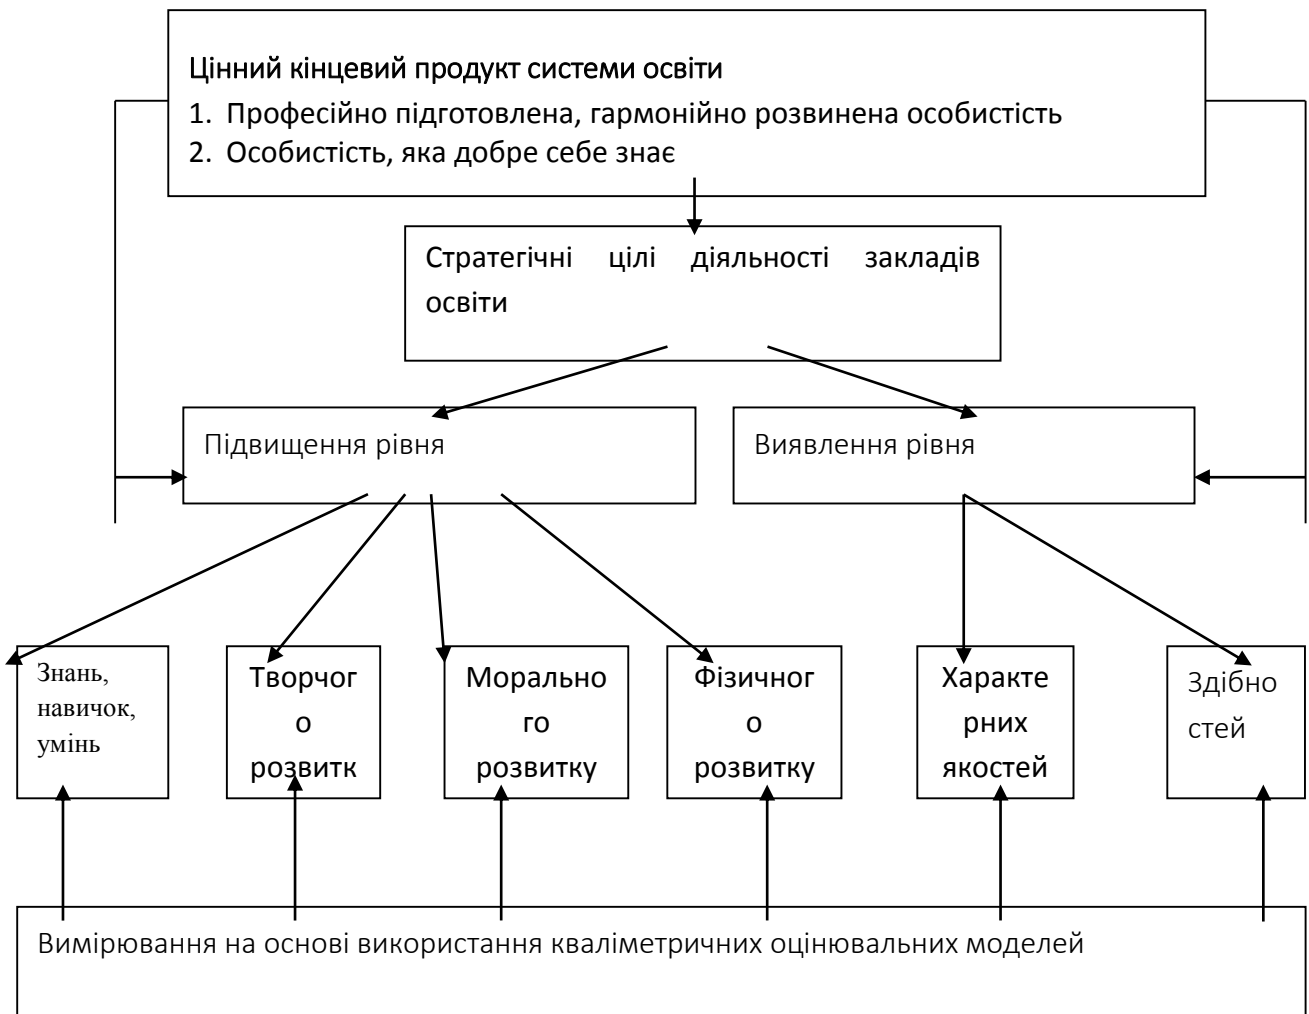 Цінний кінцевий продукт системи освіти
1. Професійно підготовлена, гармонійно розвинена особистість
2. Особистість, яка добре себе знає
Стратегічні цілі діяльності закладів
освіти
Підвищення рівня
Виявлення рівня
Знань,
навичок,
умінь
Творчог
о
розвитк
Морально
го
розвитку
Фізичног
о
розвитку
Характе
рних
якостей
Здібно
стей
Вимірювання на основі використання кваліметричних оцінювальних моделей